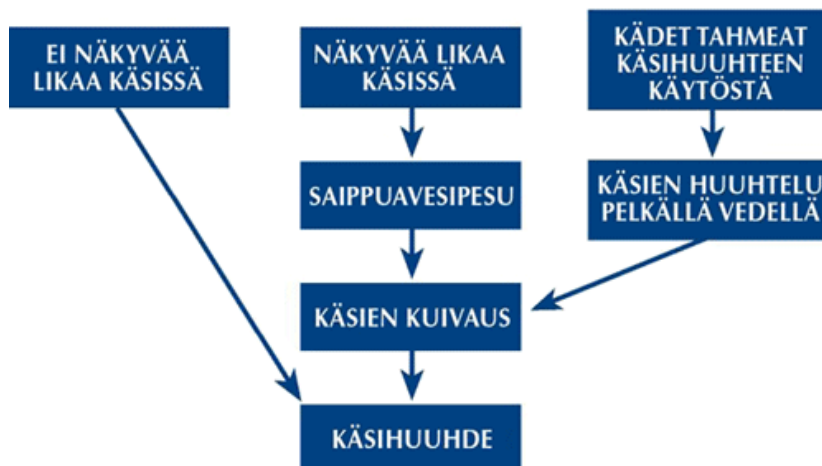 EI NÄKYVÄÄ
LIKAA KÄSISSÄ
NÄKYVÄÄ LIKAA
KÄSISSÄ
KÄDET TAHMEAT
KÄSIHUUHTEEN
KÄYTÖSTÄ
SAIPPUAVESIPESU
KÄSIEN HUUHTELU
PELKÄLLÄ VEDELLÄ
KÄSIEN KUIVAUS
KÄSIHUUHDE